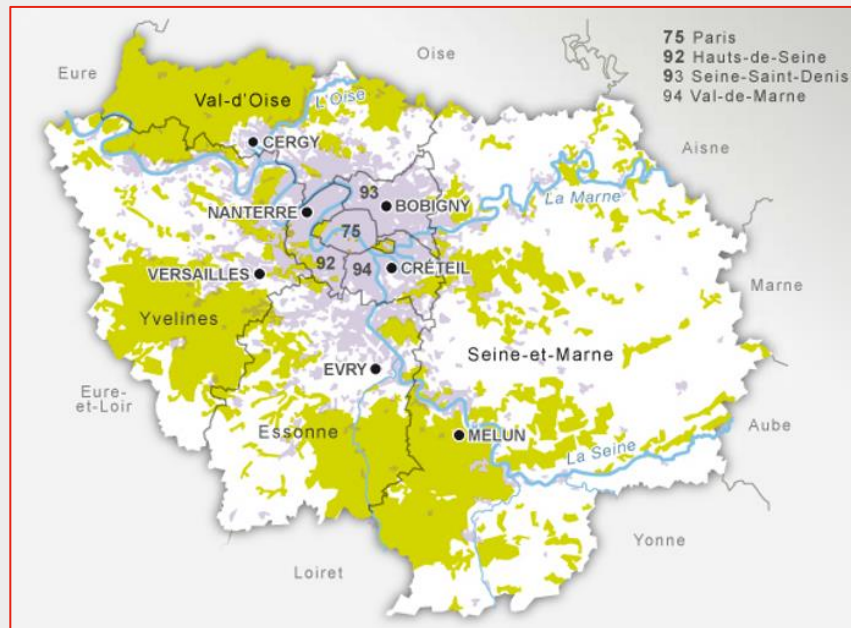 75 Paris
92 Hauts-de-Seine
93 Seine-Saint-Denis
94 Val-de-Marne
Oise
Eure
Val-d'Oise
L'Oise
CERGY
Aisne
93
La Marne
NANTERRE
BOBIGNY
75
92
94
CRÉTEIL
VERSAILLES
Marne
Yvelines
Seine-et-Marne
EVRY
Eure-
et-Loir
Essonne
MELUN
Aube
La Seine
Yonne
Loiret